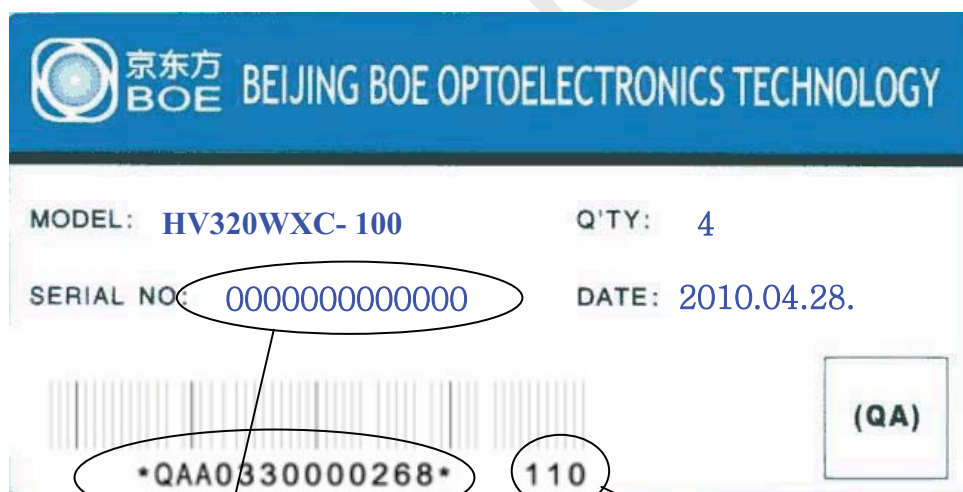 京东方
BOE BEIJING BOE OPTOELECTRONICS TECHNOLOGY
MODEL: HV320WXC- 100 Q'TY: 4
SERIAL NO: 0000000000000 DATE: 2010.04.28.
(QA)
*QAA0330000268* 110